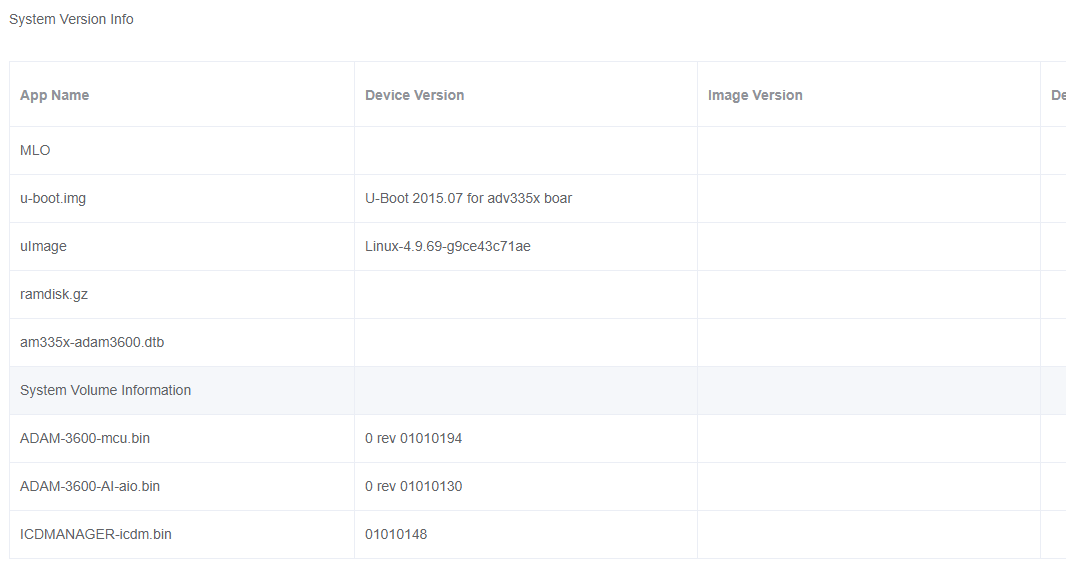 System Version Info
App Name Device Version Image Version De
MLO
u-boot.img U-Boot 2015.07 for adv335x boar
uImage Linux-4.9.69-g9ce43c71ae
ramdisk.gz
am335x-adam3600.dtb
System Volume Information
ADAM-3600-mcu.bin 0 rev 01010194
ADAM-3600-AI-aio.bin 0 rev 01010130
ICDMANAGER-icdm.bin 01010148